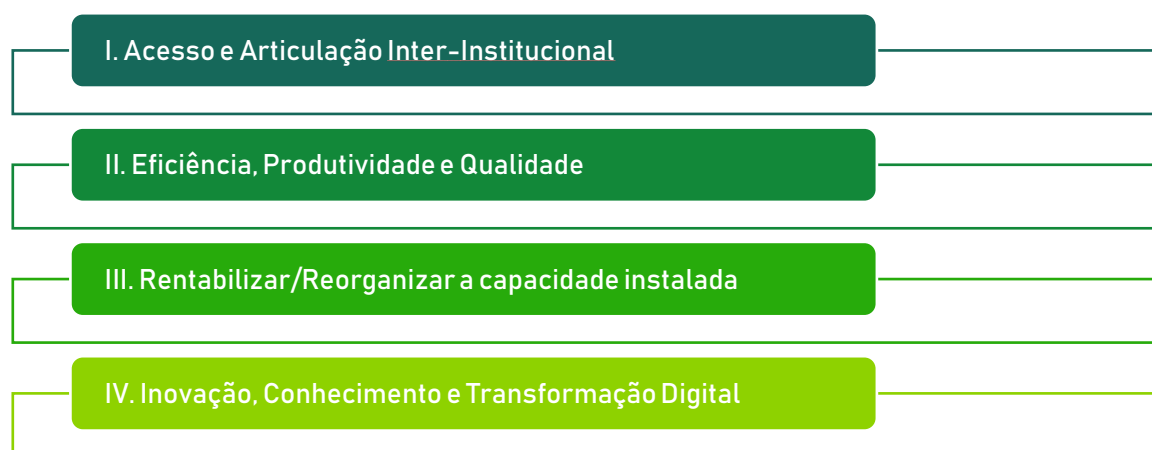 I. Acesso e Articulação Inter-Institucional
II. Eficiência, Produtividade e Qualidade
III. Rentabilizar/Reorganizar a capacidade instalada
IV. Inovação, Conhecimento e Transformação Digital